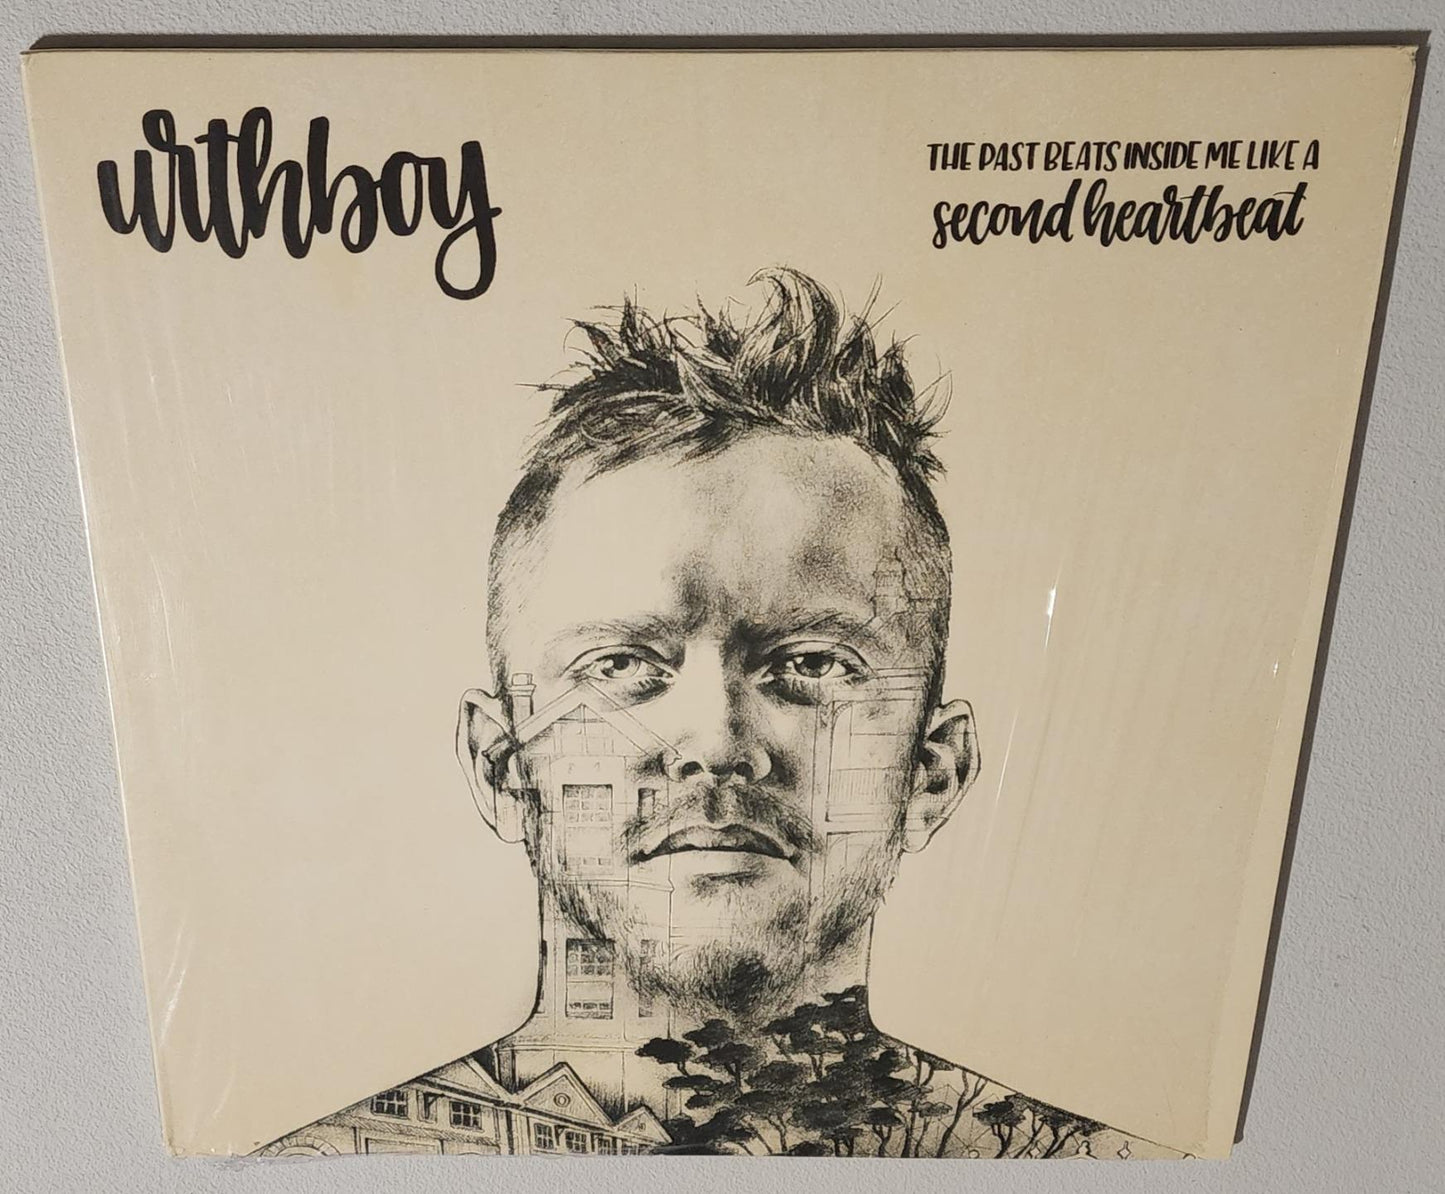 urthboy
THE PAST BEATS INSIDE ME LIKE A
second heartbeat